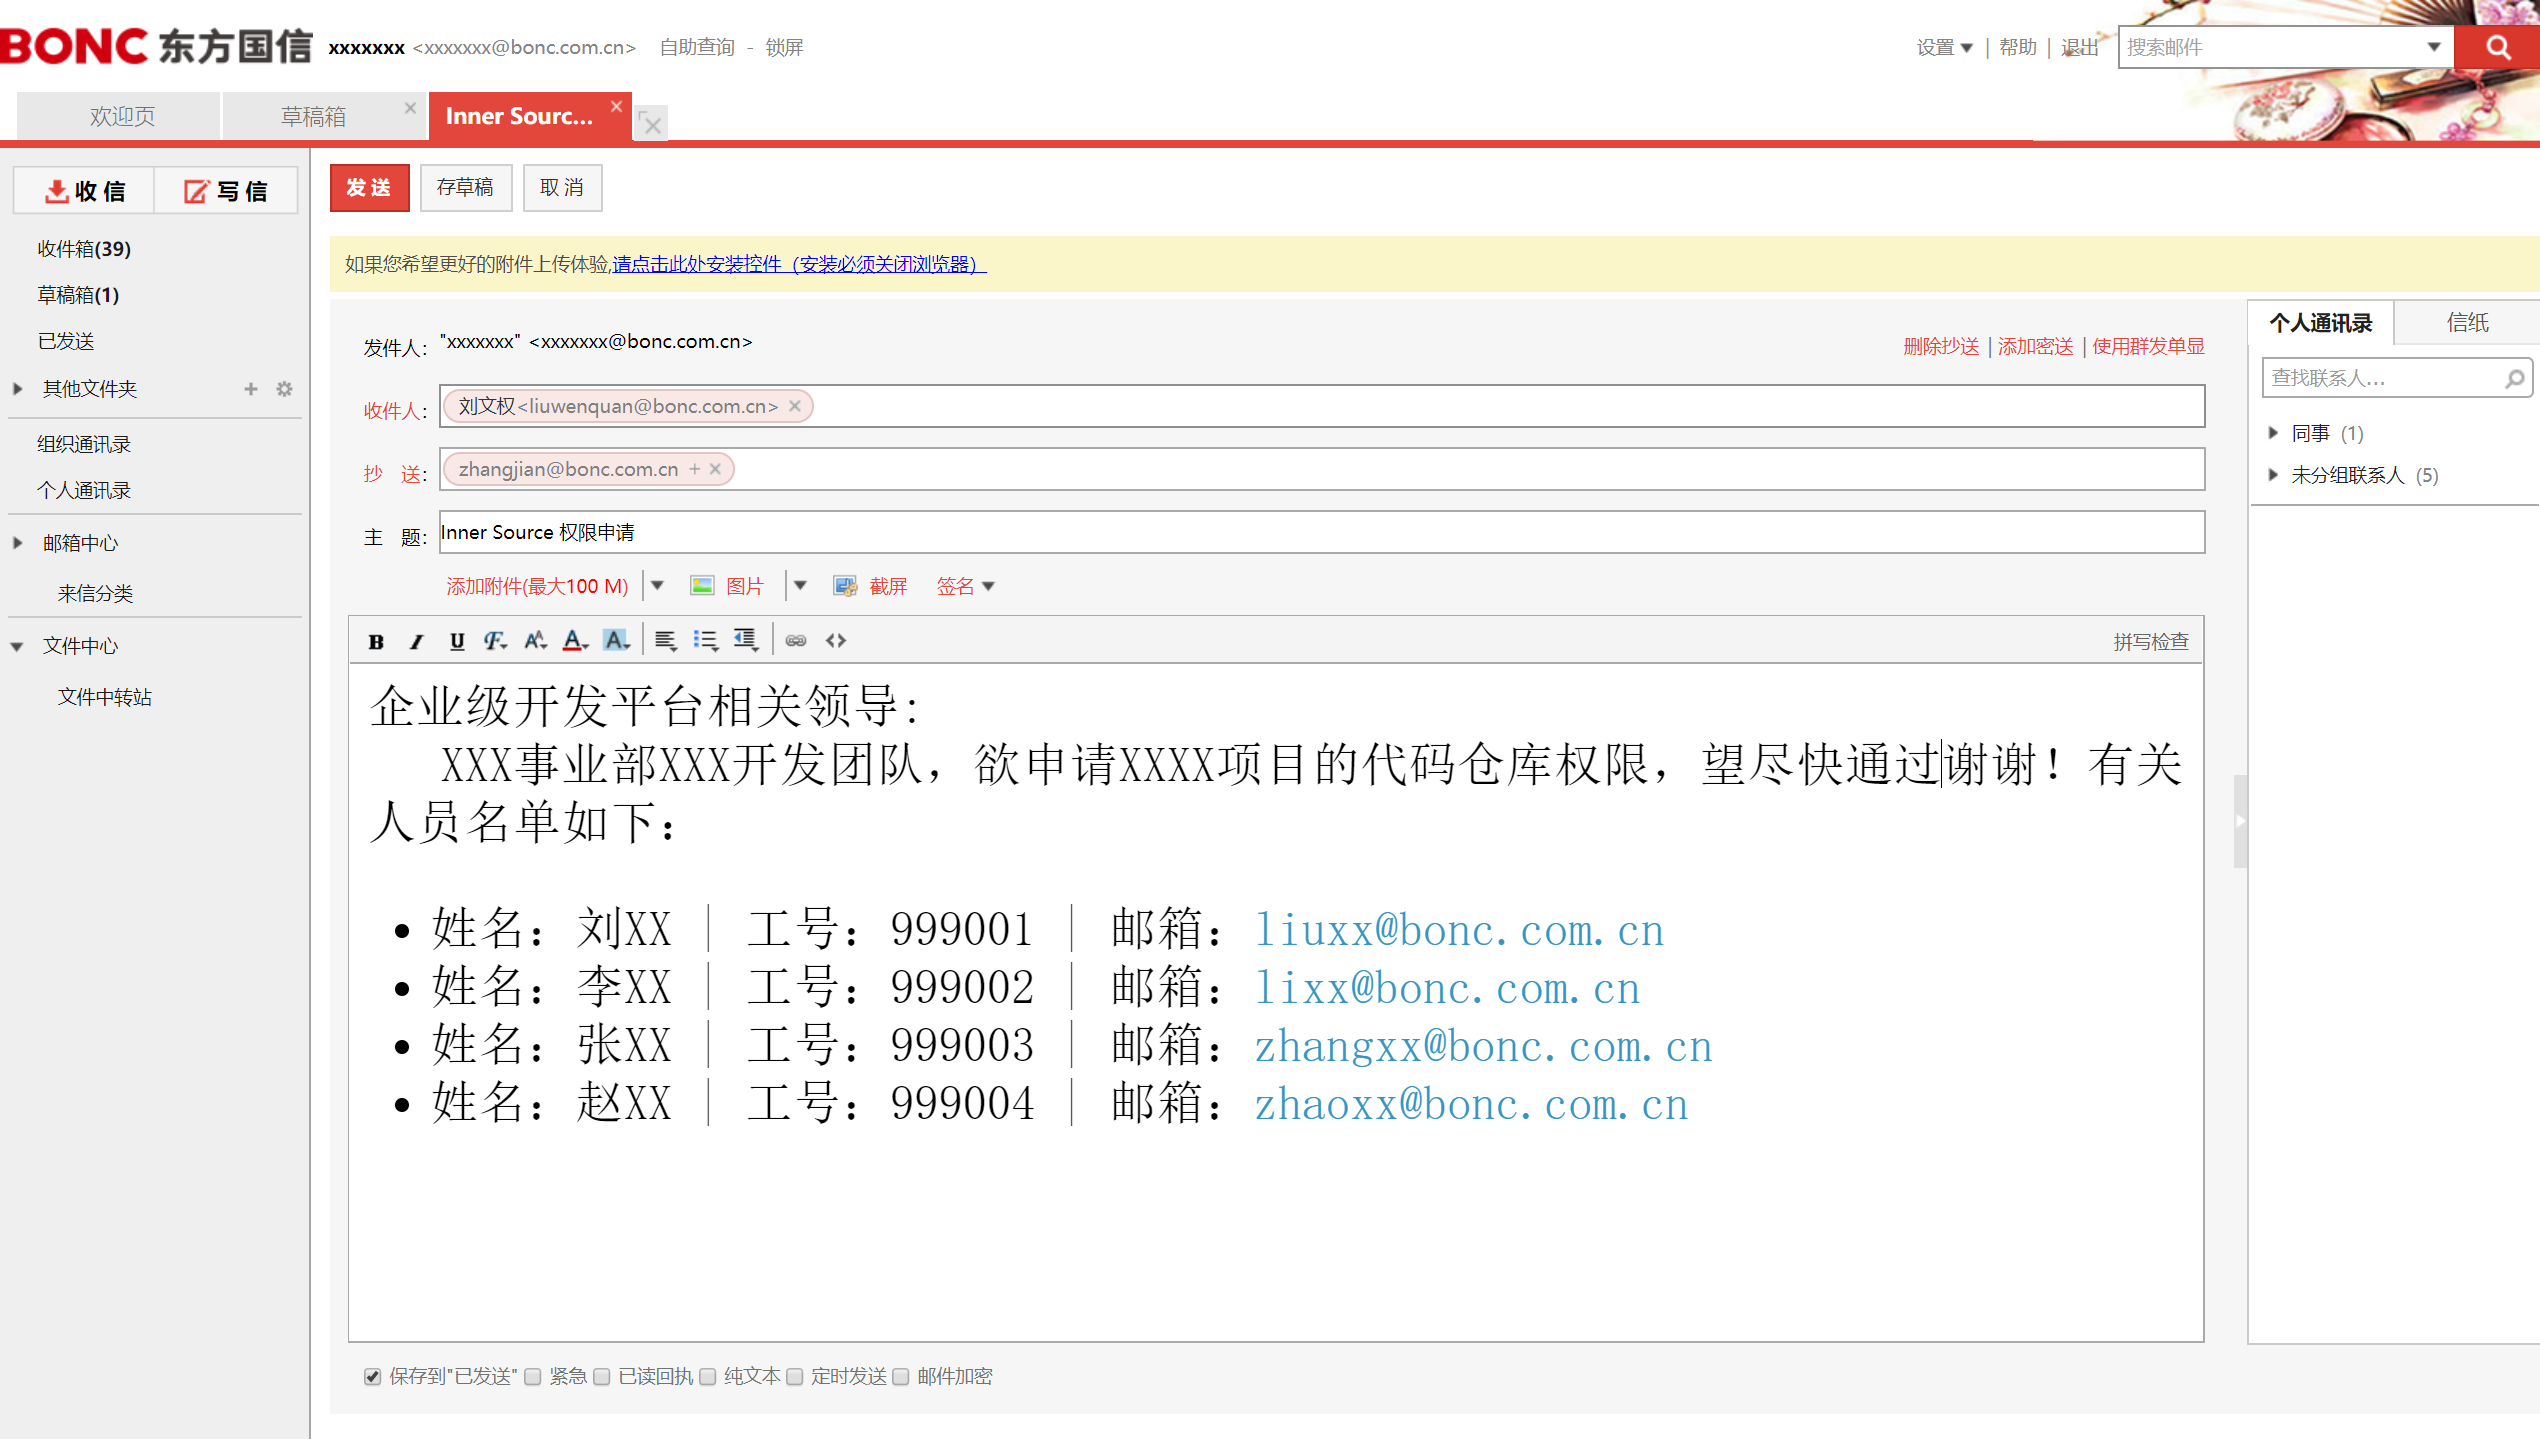 BONC 东方国信 xxxxxxx <xxxxxxx@bonc.com.cn> 自助查询 - 锁屏
设置 | 帮助 | 退出 搜索邮件
欢迎页 草稿箱 Inner Sourc...
收 信 写 信
发 送 存草稿 取 消
收件箱(39)
草稿箱(1)
已发送
其他文件夹
组织通讯录
个人通讯录
邮箱中心
来信分类
文件中心
文件中转站
如果您希望更好的附件上传体验,请点击此处安装控件（安装必须关闭浏览器）
发件人: "xxxxxxx" <xxxxxxx@bonc.com.cn>
删除抄送 | 添加密送 | 使用群发单显
收件人: 刘文权<liuwenquan@bonc.com.cn>
抄 送: zhangjian@bonc.com.cn
主 题: Inner Source 权限申请
添加附件(最大100 M) 图片 截屏 签名
B I U F A A A 拼写检查
企业级开发平台相关领导:
XXX事业部XXX开发团队，欲申请XXXX项目的代码仓库权限，望尽快通过谢谢！有关
人员名单如下：
• 姓名：刘XX | 工号：999001 | 邮箱：liuxx@bonc.com.cn
• 姓名：李XX | 工号：999002 | 邮箱：lixx@bonc.com.cn
• 姓名：张XX | 工号：999003 | 邮箱：zhangxx@bonc.com.cn
• 姓名：赵XX | 工号：999004 | 邮箱：zhaoxx@bonc.com.cn
保存到"已发送" 紧急 已读回执 纯文本 定时发送 邮件加密
个人通讯录 信纸
查找联系人...
同事 (1)
未分组联系人 (5)